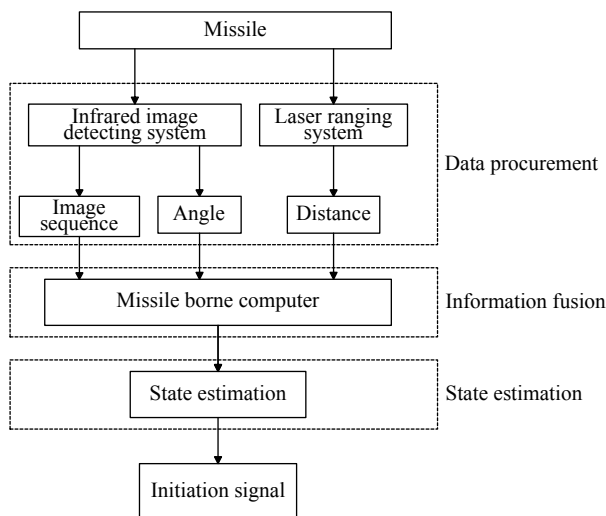 Missile
Infrared image
detecting system
Laser ranging
system
Data procurement
Image
sequence
Angle
Distance
Missile borne computer
Information fusion
State estimation
State estimation
Initiation signal